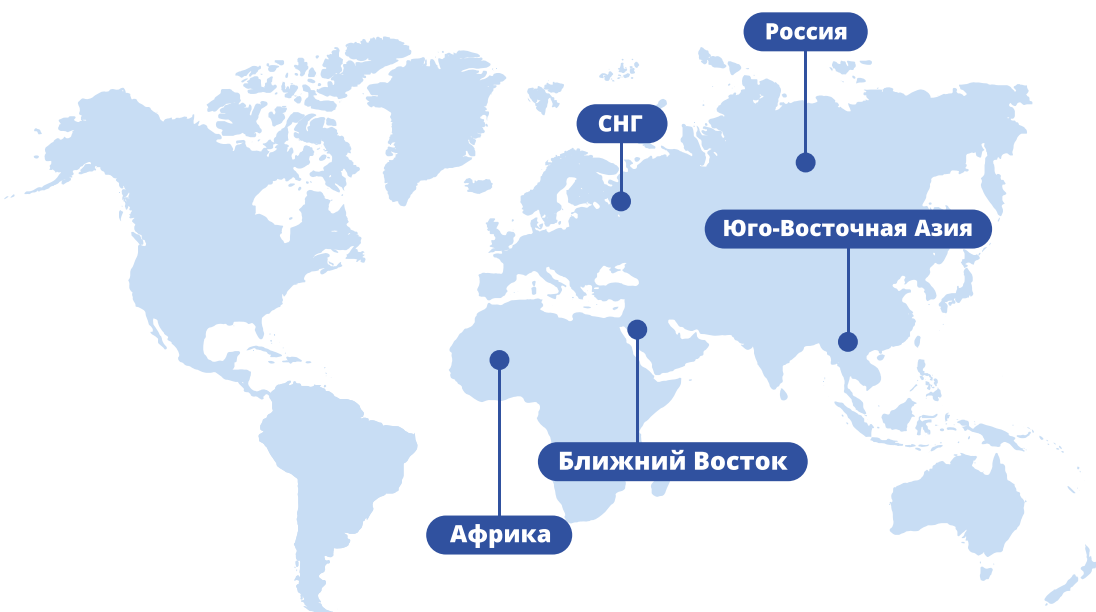 Россия
СНГ
Юго-Восточная Азия
Ближний Восток
Африка